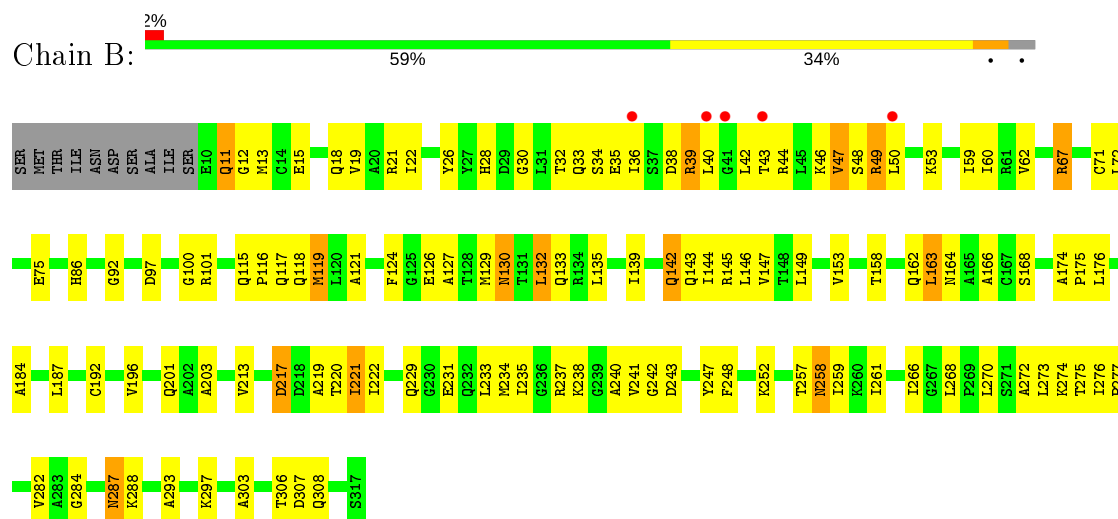 2%
Chain B:
59% 34% • •
SER MET THR ILE ASN ASP SER ALA ILE SER E10 Q11 G12 M13 C14 E15 Q18 V19 A20 R21 I22 Y26 Y27 H28 D29 G30 L31 T32 Q33 S34 E35 I36 S37 D38 R39 L40 G41 L42 T43 R44 L45 K46 V47 S48 R49 L50 K53 I59 I60 R61 V62 R67 C71 L72
E75 H86 G92 D97 G100 R101 Q115 P116 Q117 Q118 M119 L120 A121 F124 G125 E126 A127 T128 M129 N130 T131 L132 Q133 R134 L135 I139 Q142 Q143 I144 R145 L146 V147 T148 L149 V153 T158 Q162 L163 N164 A165 A166 C167 S168 A174 P175 L176
A184 L187 C192 V196 Q201 A202 A203 V213 D217 D218 A219 T220 I221 I222 Q229 G230 E231 Q232 L233 M234 I235 G236 R237 K238 G239 A240 V241 G242 D243 Y247 F248 K252 T257 N258 I259 K260 I261 I266 G267 L268 P269 L270 S271 A272 L273 K274 T275 I276
V282 A283 G284 N287 K288 A293 K297 A303 T306 D307 Q308 S317